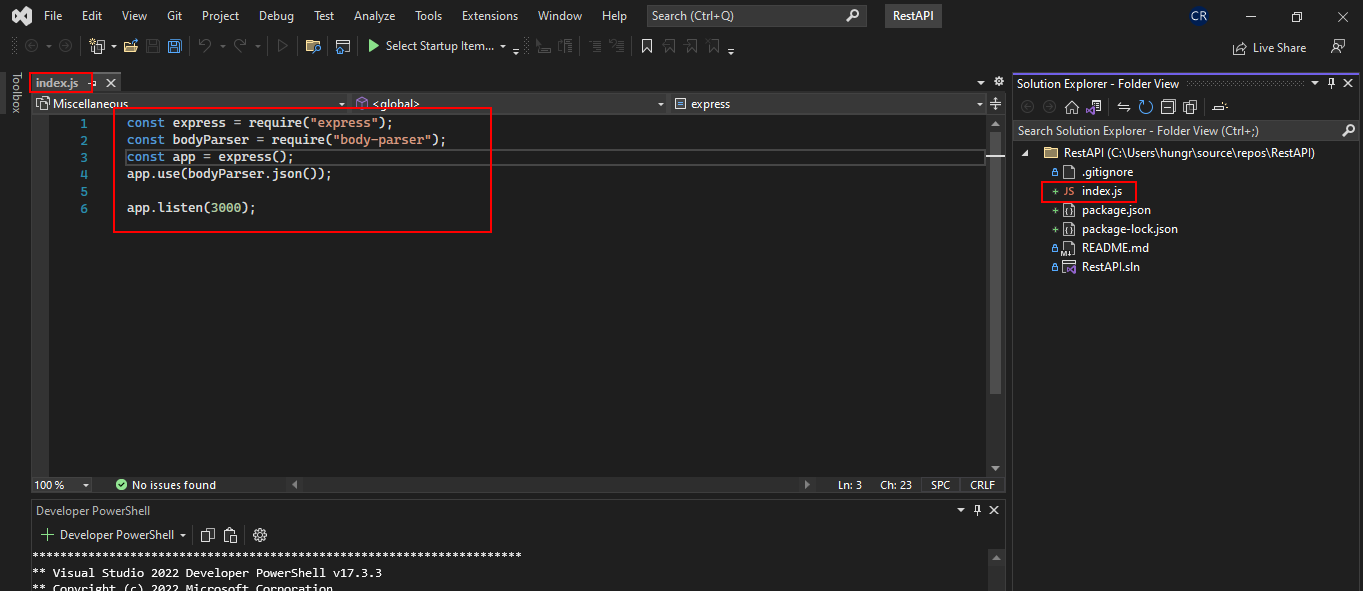 File Edit View Git Project Debug Test Analyze Tools Extensions Window Help Search (Ctrl+Q) RestAPI CR
Select Startup Item... Live Share
Toolbox
index.js
Miscellaneous <global> express
1 const express = require("express");
2 const bodyParser = require("body-parser");
3 const app = express();
4 app.use(bodyParser.json());
5
6 app.listen(3000);
100 % No issues found Ln: 3 Ch: 23 SPC CRLF
Developer PowerShell
Developer PowerShell
**********************************************************************
** Visual Studio 2022 Developer PowerShell v17.3.3
** Copyright (c) 2022 Microsoft Corporation
Solution Explorer - Folder View
Search Solution Explorer - Folder View (Ctrl+;)
RestAPI (C:\Users\hungr\source\repos\RestAPI)
.gitignore
JS index.js
package.json
package-lock.json
README.md
RestAPI.sln